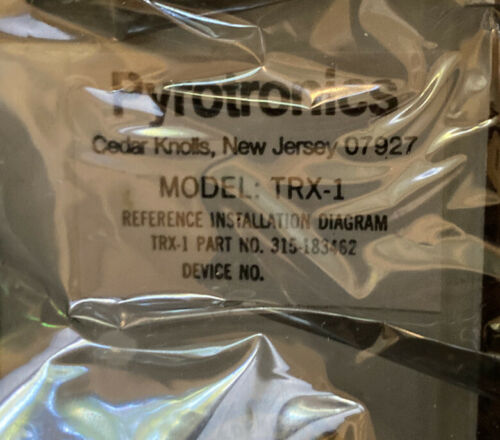 Pyrotronics
Cedar Knolls, New Jersey 07927
MODEL: TRX-1
REFERENCE INSTALLATION DIAGRAM
TRX-1 PART NO. 315-183462
DEVICE NO.